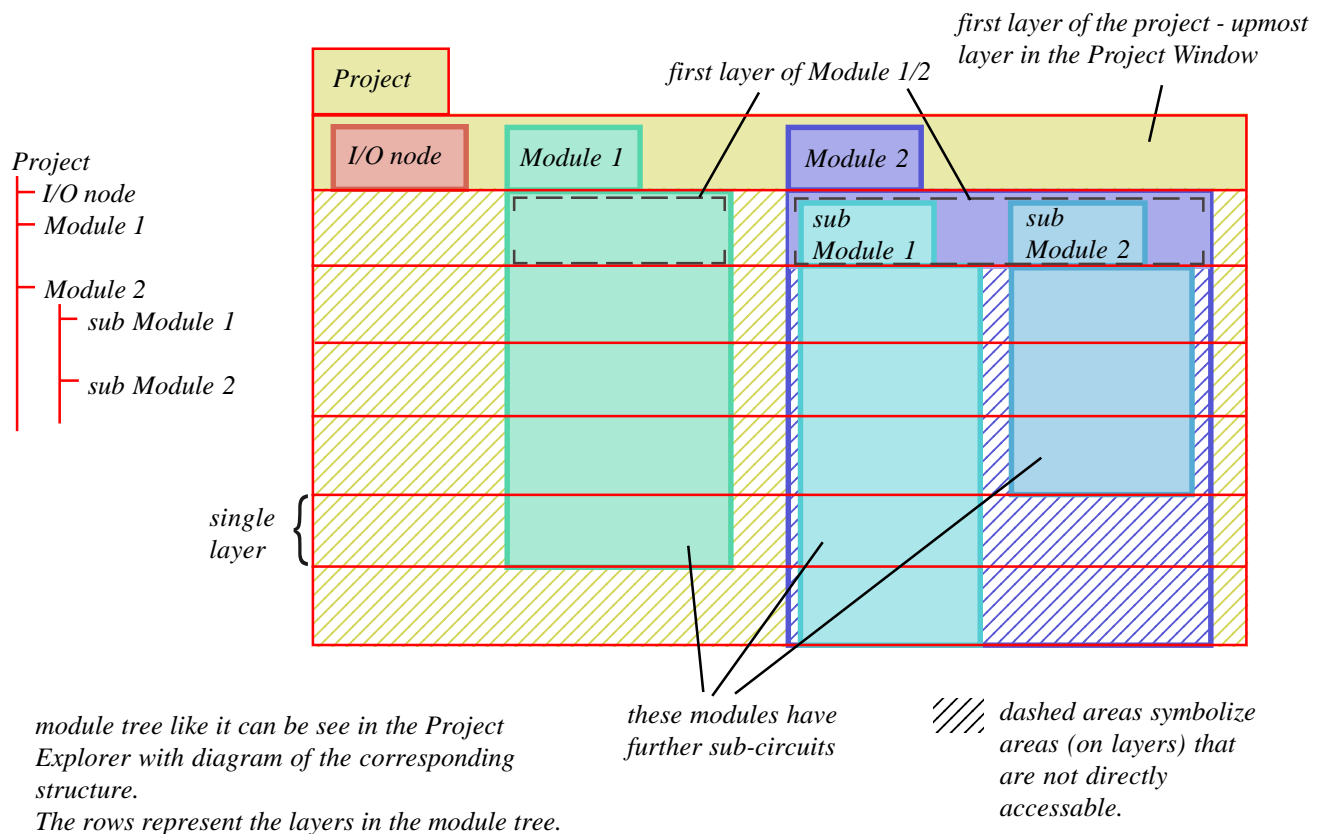 first layer of the project - upmost
layer in the Project Window
Project
first layer of Module 1/2
I/O node
Module 1
Module 2
Project
I/O node
Module 1
Module 2
sub Module 1
sub Module 2
sub
Module 1
sub
Module 2
single
layer
these modules have
further sub-circuits
dashed areas symbolize
areas (on layers) that
are not directly
accessable.
module tree like it can be see in the Project
Explorer with diagram of the corresponding
structure.
The rows represent the layers in the module tree.